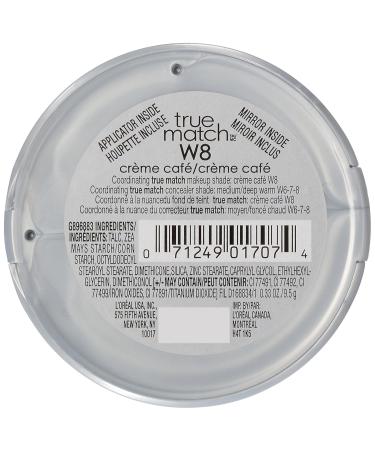 APPLICATOR INSIDE
HOUPETTE INCLUSE
true
match
MIRROR INSIDE
MIROIR INCLUS
W8
crème café/crème café
Coordinating true match makeup shade: crème café W8
Coordinating true match concealer shade: medium/deep warm W6-7-8
Coordonné à la nuancedu fond de teint true match: crème café W8
Coordonné à la nuance du correcteur true match: moyen/foncé chaud W6-7-8
G896883 INGREDIENTS/
INGRÉDIENTS: TALC, ZEA
MAYS STARCH/CORN
STARCH, OCTYLDODECYL
0 71249 01707 4
STEAROYL STEARATE, DIMETHICONE, SILICA, ZINC STEARATE, CAPRYLYL GLYCOL, ETHYLHEXYL-
GLYCERIN, DIMETHICONOL [+/- MAY CONTAIN/PEUT CONTENIR: CI 77491, CI 77492, CI
77499/IRON OXIDES, CI 77891/TITANIUM DIOXIDE] FIL D168834/1 0.33 OZ./9.5 g
L'ORÉAL USA, INC.
575 FIFTH AVENUE,
NEW YORK, NY
10017
IMP. BY/PAR:
L'ORÉAL CANADA,
MONTRÉAL
H4T 1K5